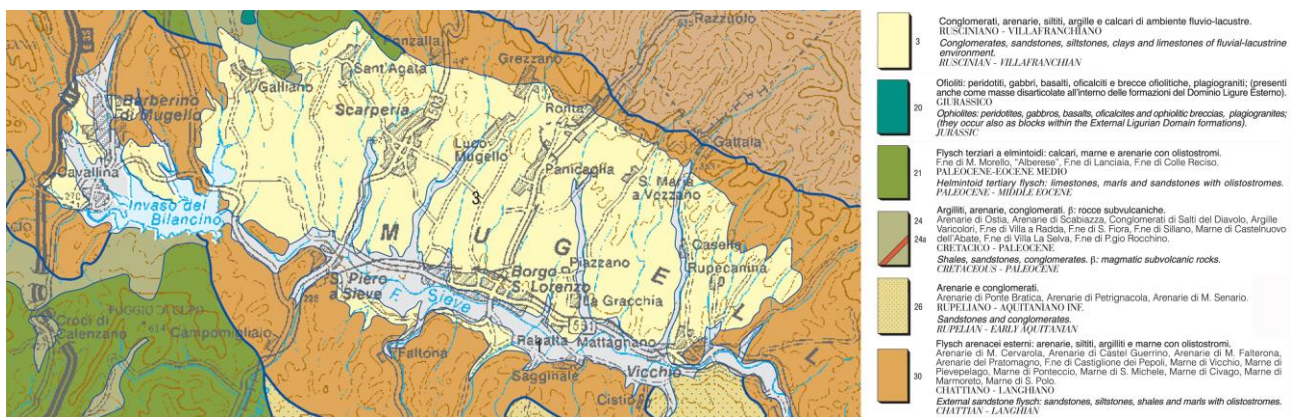 Razzuolo
E 35
Ronzalla
Sant'Agata
Grezzano
Galliano
Barberino
di Mugello
Scarperia
503
Ronta
Luco
Mugello
Gattaia
Panicaglia
Cavallina
S. Maria
a Vezzano
3
Invaso del
Bilancino
M U G E L L
Casella
Rupecanina
Piazzano
Borgo
S. Lorenzo
S. Piero
a Sieve
F. Sieve
La Gracchia
551
Croci di
Calenzano
614
Campomigliaio
Faltona
Rabatta
Mattagnano
1
Sagginale
Vicchio
Cistio
3
Conglomerati, arenarie, siltiti, argille e calcari di ambiente fluvio-lacustre.
RUSCINIANO - VILLAFRANCHIANO
Conglomerates, sandstones, siltstones, clays and limestones of fluvial-lacustrine
environment.
RUSCINIAN - VILLAFRANCHIAN
20
Ofioliti: peridotiti, gabbri, basalti, oficalciti e brecce ofiolitiche, plagiograniti; (presenti
anche come masse disarticolate all'interno delle formazioni del Dominio Ligure Esterno).
GIURASSICO
Ophiolites: peridotites, gabbros, basalts, oficalcites and ophiolitic breccias, plagiogranites;
(they occur also as blocks within the External Ligurian Domain formations).
JURASSIC
21
Flysch terziari a elmintoidi: calcari, marne e arenarie con olistostromi.
F.ne di M. Morello, "Alberese", F.ne di Lanciaia, F.ne di Colle Reciso.
PALEOCENE-EOCENE MEDIO
Helmintoid tertiary flysch: limestones, marls and sandstones with olistostromes.
PALEOCENE - MIDDLE EOCENE
24
24a
Argilliti, arenarie, conglomerati. β: rocce subvulcaniche.
Arenarie di Ostia, Arenarie di Scabiazza, Conglomerati di Salti del Diavolo, Argille
Varicolori, F.ne di Villa a Radda, F.ne di S. Fiora, F.ne di Sillano, Marne di Castelnuovo
dell'Abate, F.ne di Villa La Selva, F.ne di P.gio Rocchino.
CRETACICO - PALEOCENE
Shales, sandstones, conglomerates. β: magmatic subvolcanic rocks.
CRETACEOUS - PALEOCENE
26
Arenarie e conglomerati.
Arenarie di Ponte Bratica, Arenarie di Petrignacola, Arenarie di M. Senario.
RUPELIANO - AQUITANIANO INF.
Sandstones and conglomerates.
RUPELIAN - EARLY AQUITANIAN
30
Flysch arenacei esterni: arenarie, siltiti, argilliti e marne con olistostromi.
Arenarie di M. Cervarola, Arenarie di Castel Guerrino, Arenarie di M. Falterona,
Arenarie del Pratomagno, F.ne di Castiglione dei Pepoli, Marne di Vicchio, Marne di
Pievepelago, Marne di Ponteccio, Marne di S. Michele, Marne di Civago, Marne di
Marmoreto, Marne di S. Polo.
CHATTIANO - LANGHIANO
External sandstone flysch: sandstones, siltstones, shales and marls with olistostromes.
CHATTIAN - LANGHIAN